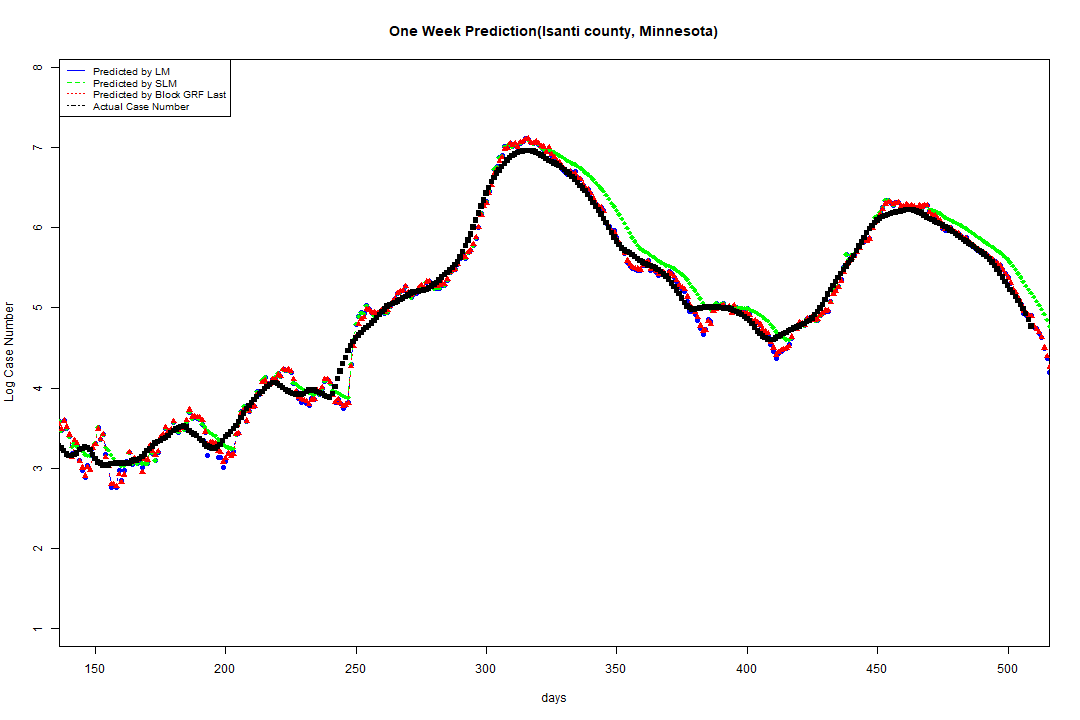 One Week Prediction(Isanti county, Minnesota)
Predicted by LM
Predicted by SLM
Predicted by Block GRF Last
Actual Case Number
8
7
6
5
4
3
2
1
Log Case Number
150 200 250 300 350 400 450 500
days